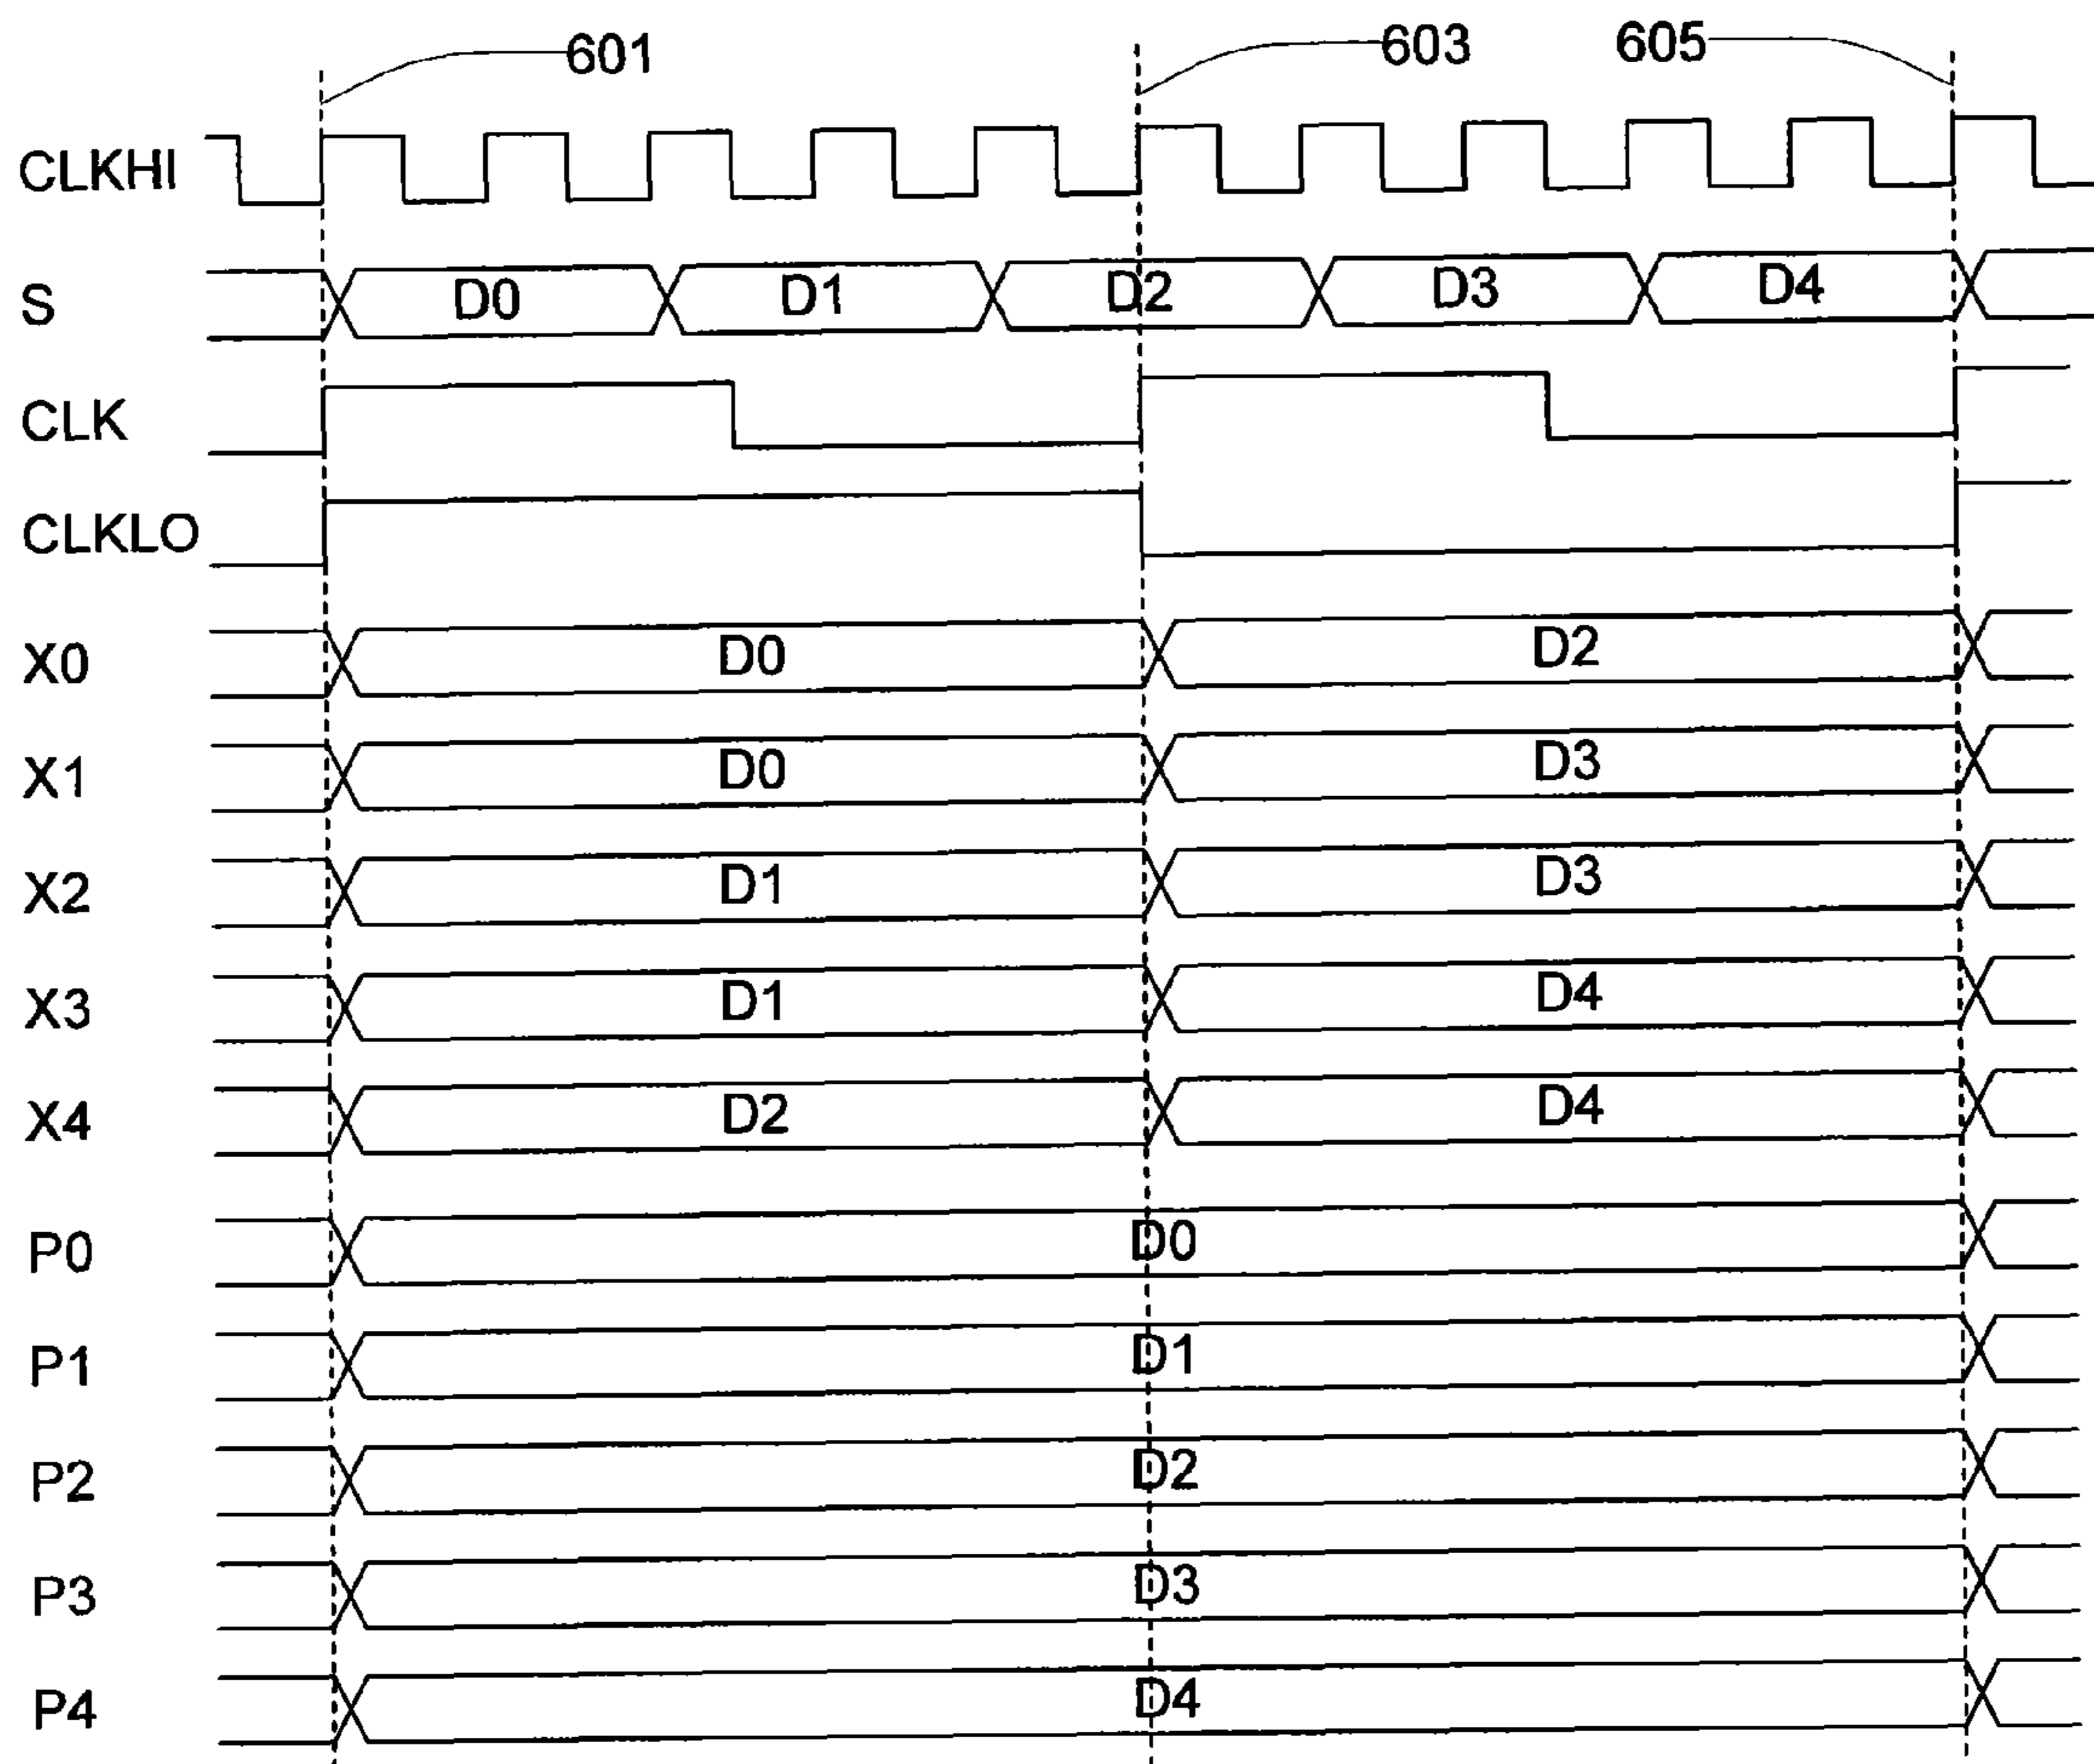 601 603 605
CLKHI
S D0 D1 D2 D3 D4
CLK
CLKLO
X0 D0 D2
X1 D0 D3
X2 D1 D3
X3 D1 D4
X4 D2 D4
P0 D0
P1 D1
P2 D2
P3 D3
P4 D4